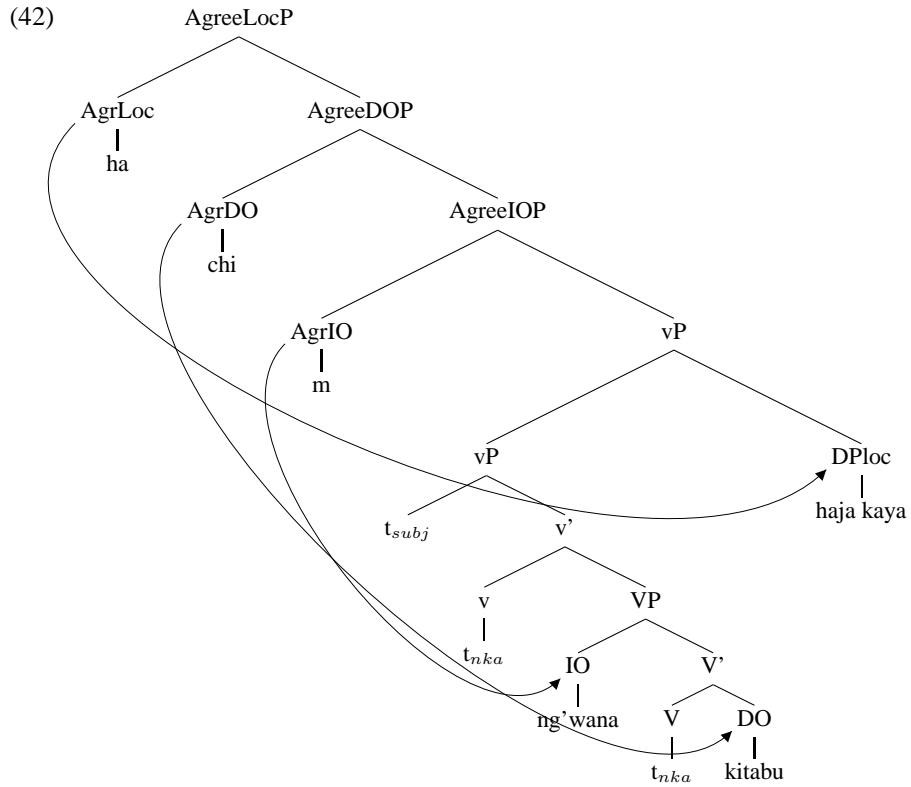 (42)
AgreeLocP
AgrLoc AgreeDOP
ha
AgrDO AgreeIOP
chi
AgrIO vP
m
vP DPloc
t_subj v' haja kaya
v VP
t_nka IO V'
ng'wana V DO
t_nka kitabu